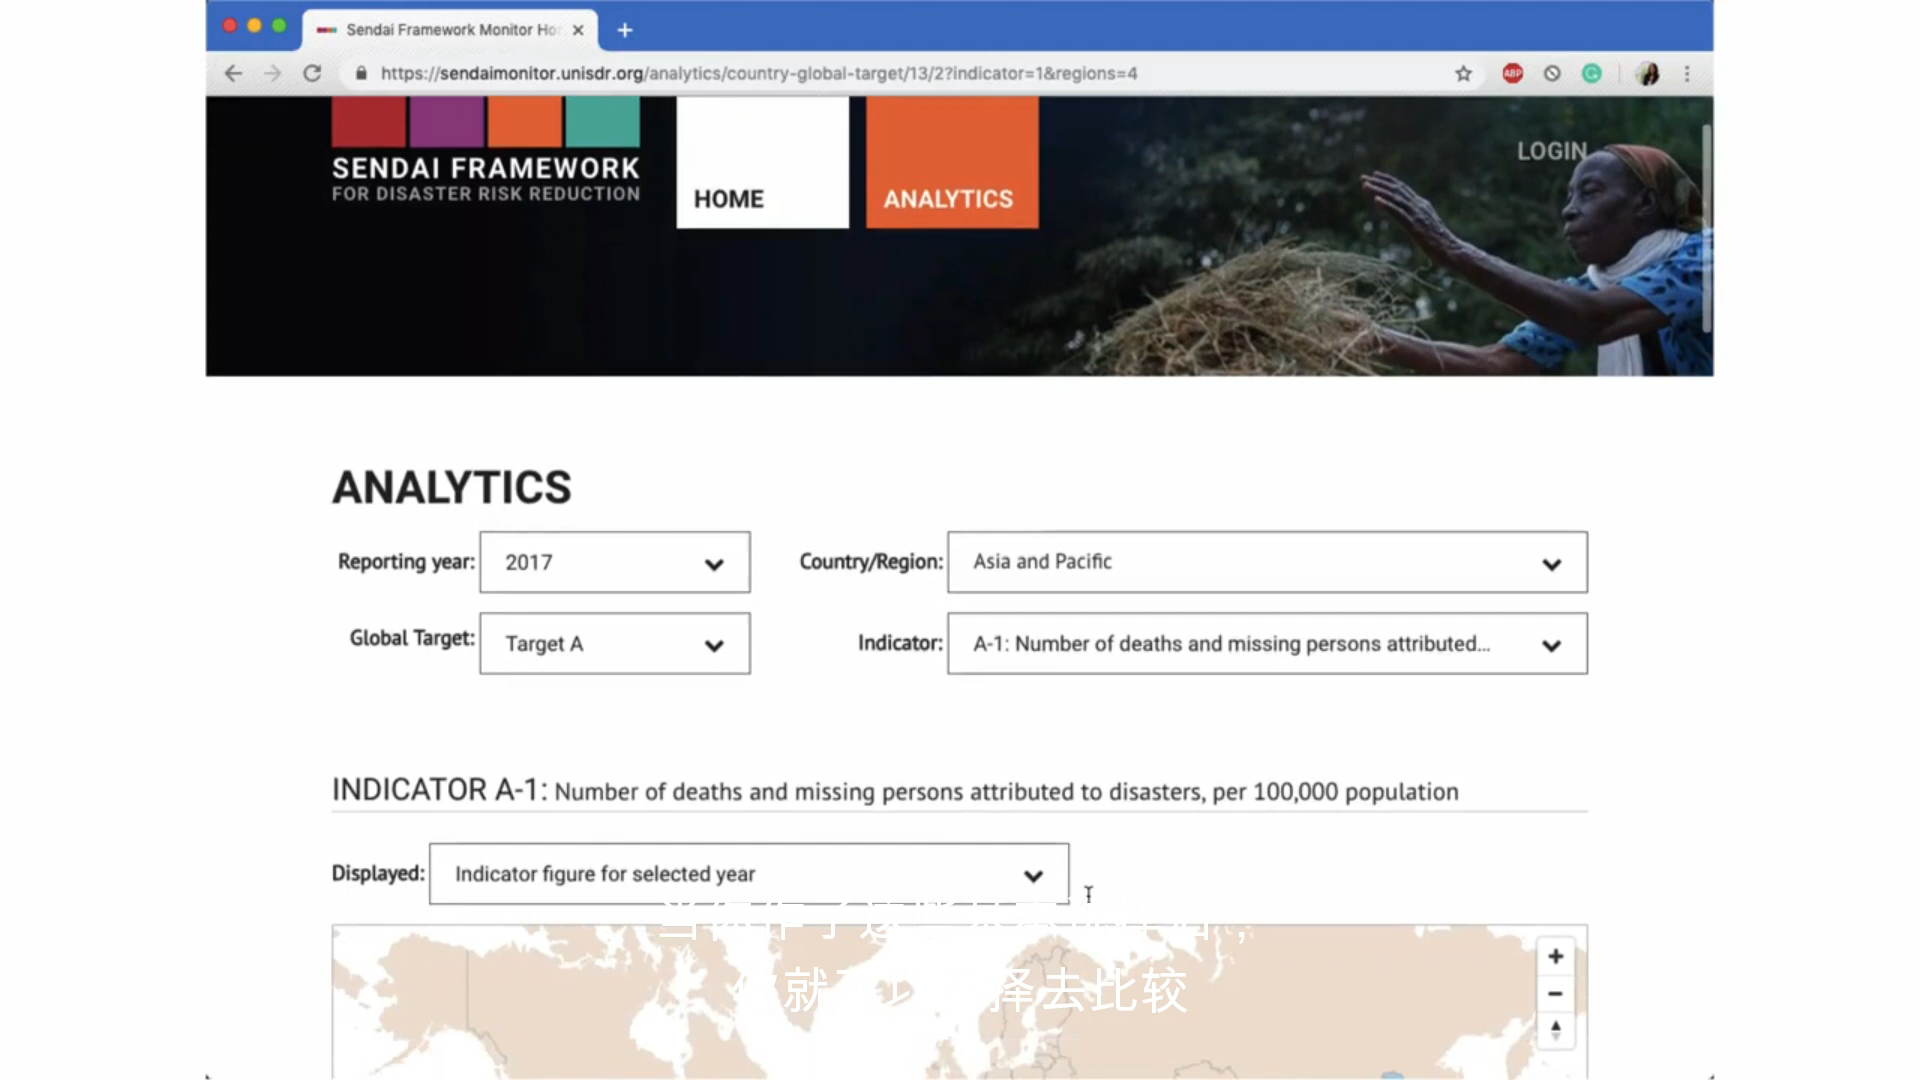 Sendai Framework Monitor Ho
https://sendaimonitor.unisdr.org/analytics/country-global-target/13/2?indicator=1&regions=4
ABP
SENDAI FRAMEWORK
FOR DISASTER RISK REDUCTION
HOME
ANALYTICS
LOGIN
ANALYTICS
Reporting year: 2017
Country/Region: Asia and Pacific
Global Target: Target A
Indicator: A-1: Number of deaths and missing persons attributed...
INDICATOR A-1: Number of deaths and missing persons attributed to disasters, per 100,000 population
Displayed: Indicator figure for selected year
就 择去比较